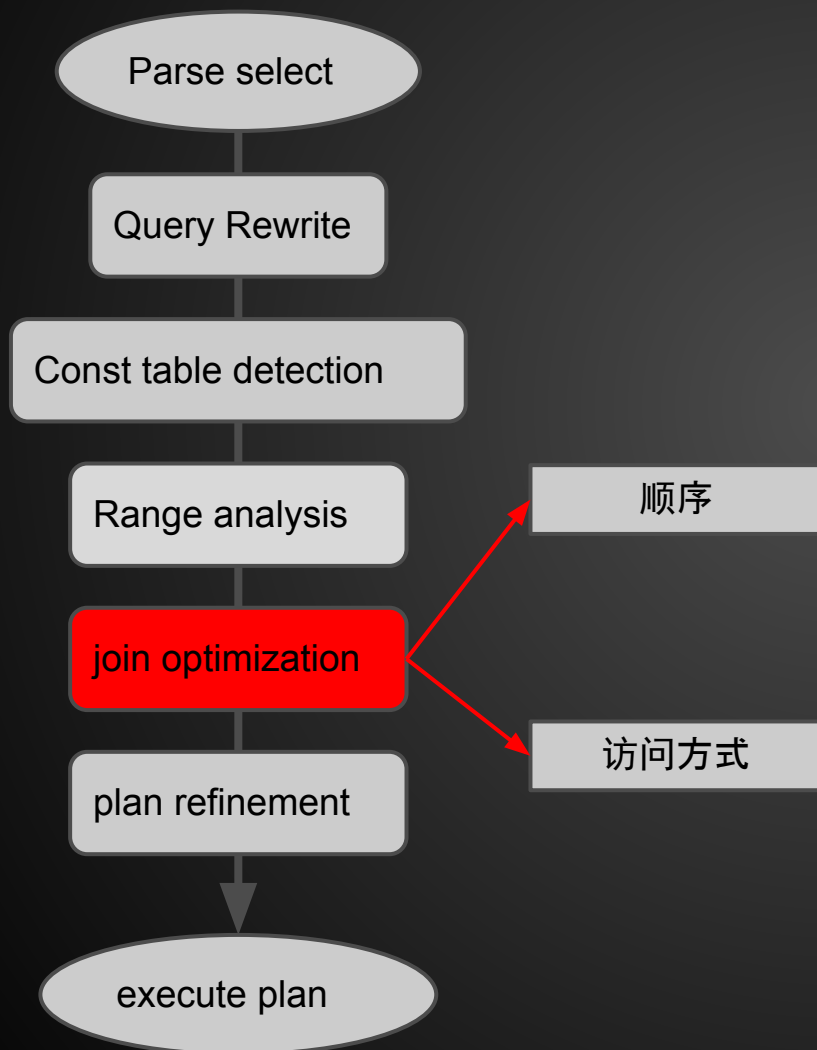 Parse select
Query Rewrite
Const table detection
Range analysis
顺序
join optimization
访问方式
plan refinement
execute plan